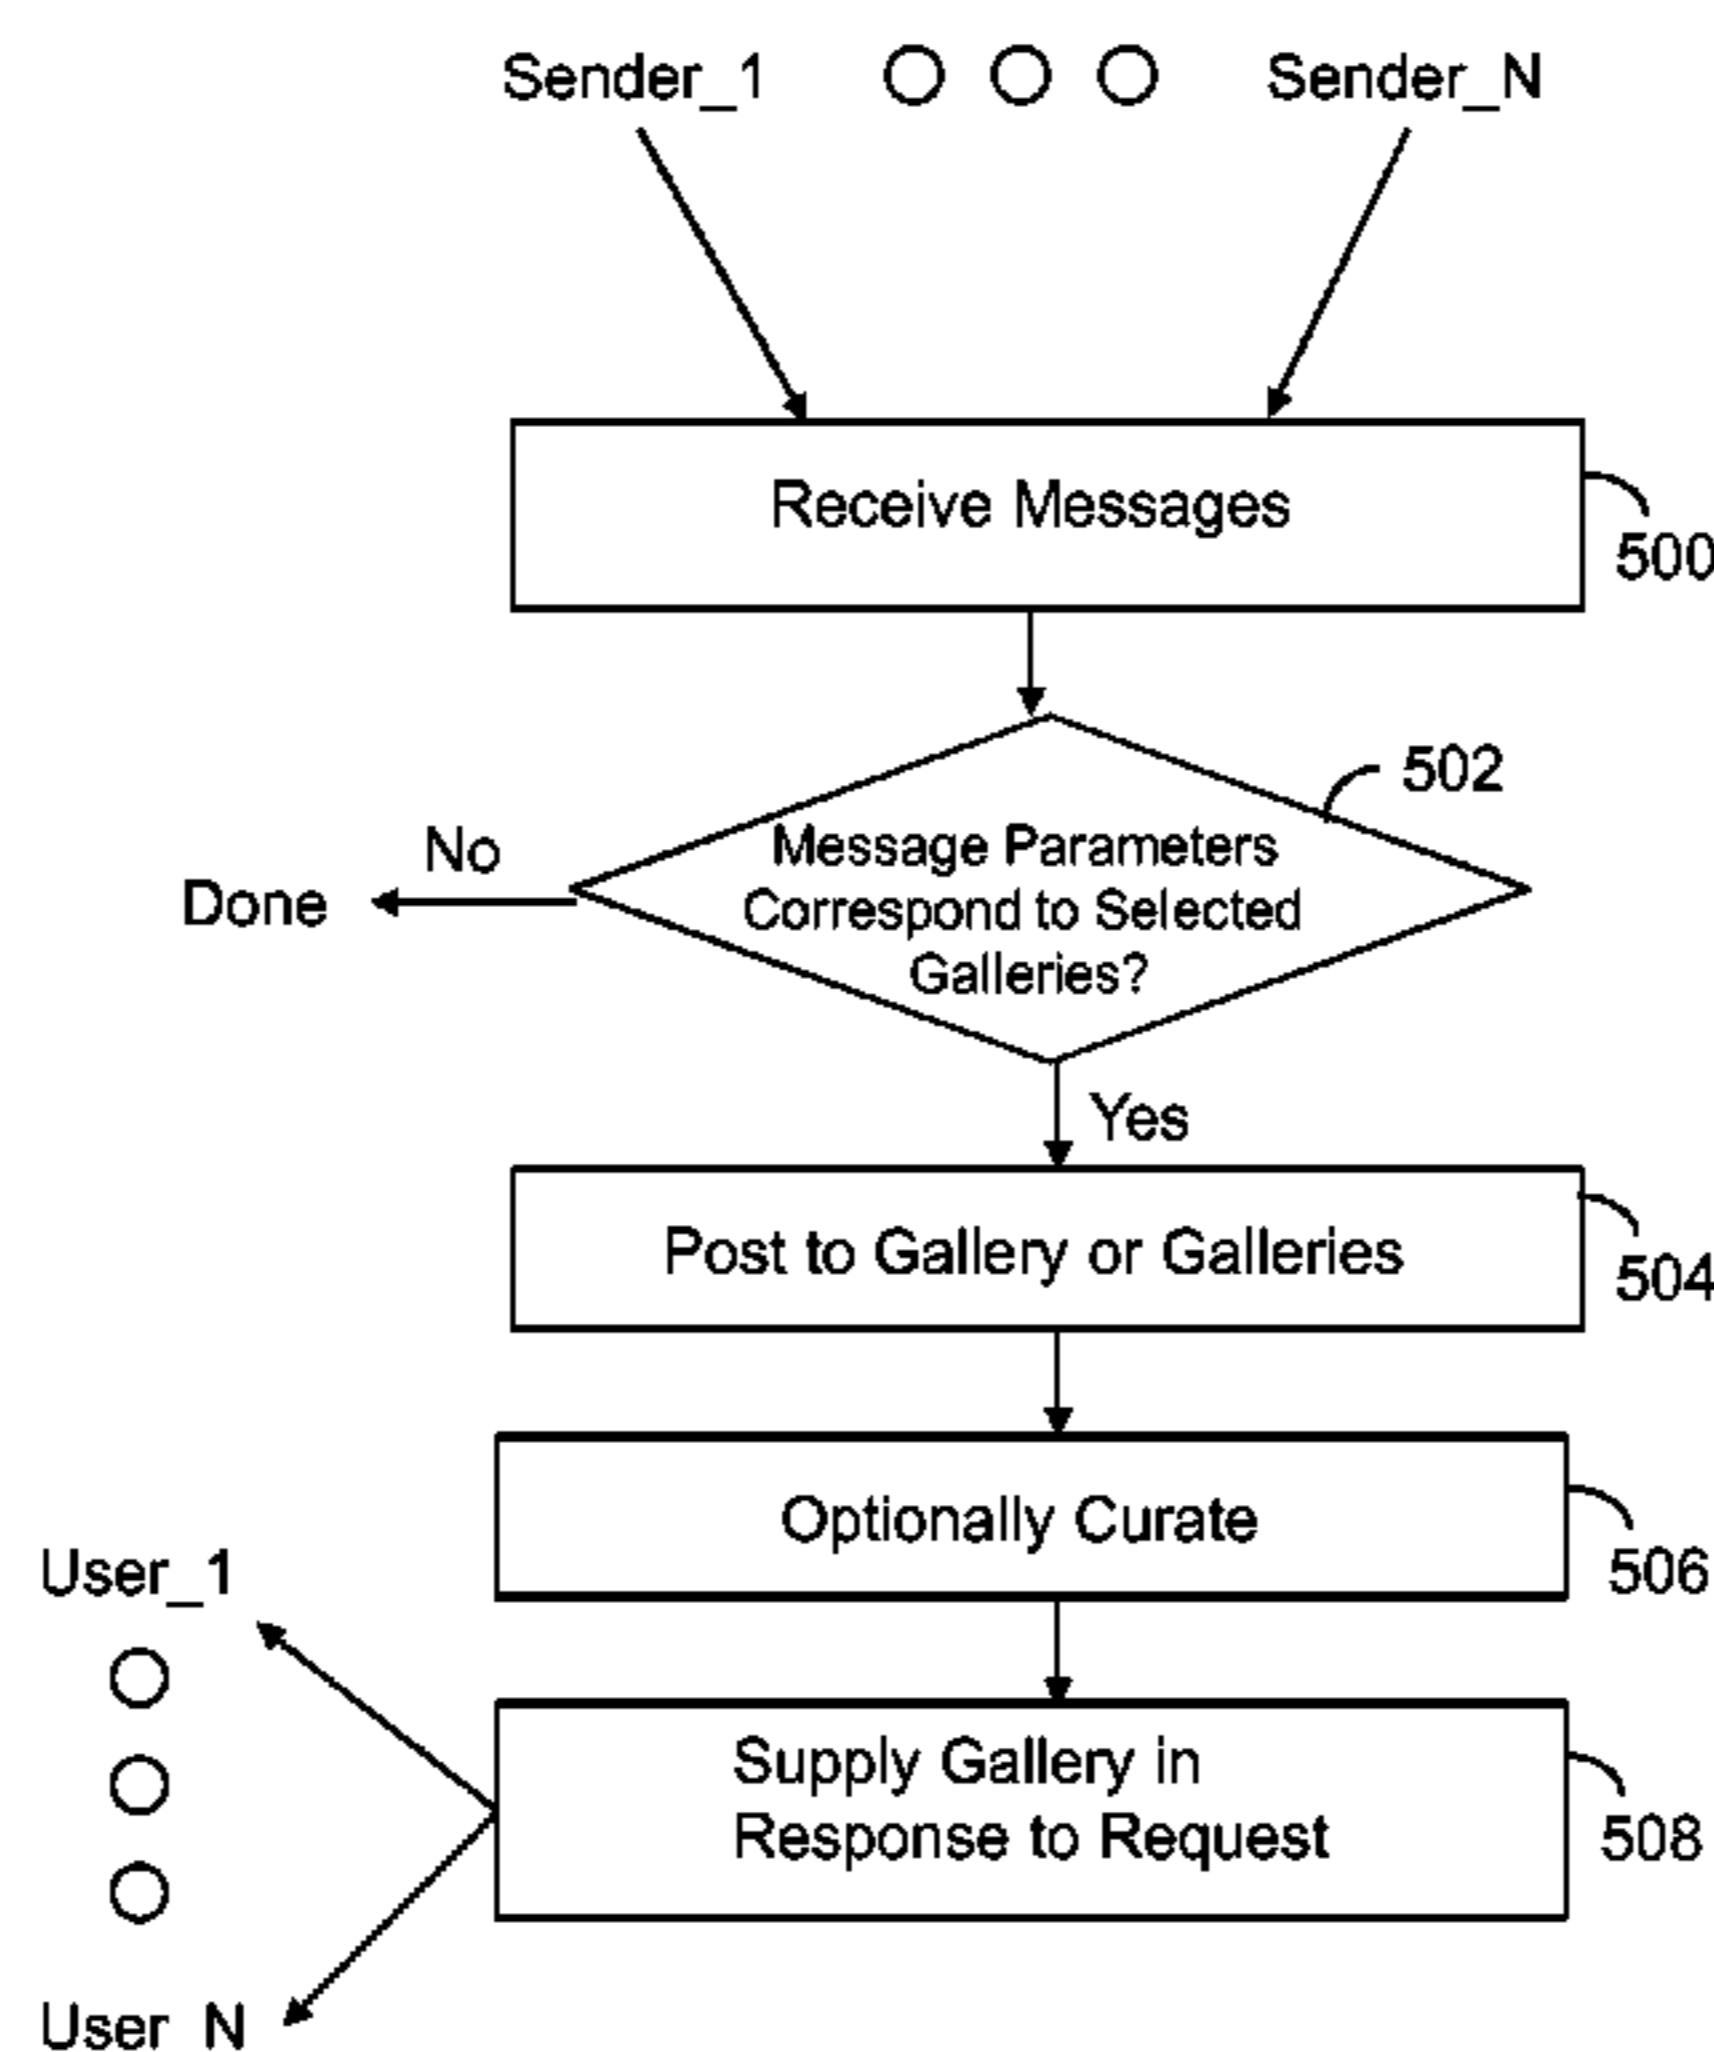 Sender_1 Sender_N
Receive Messages
500
502
Message Parameters
Correspond to Selected
Galleries?
No
Done
Yes
Post to Gallery or Galleries
504
Optionally Curate
506
User_1
Supply Gallery in
Response to Request
508
User_N